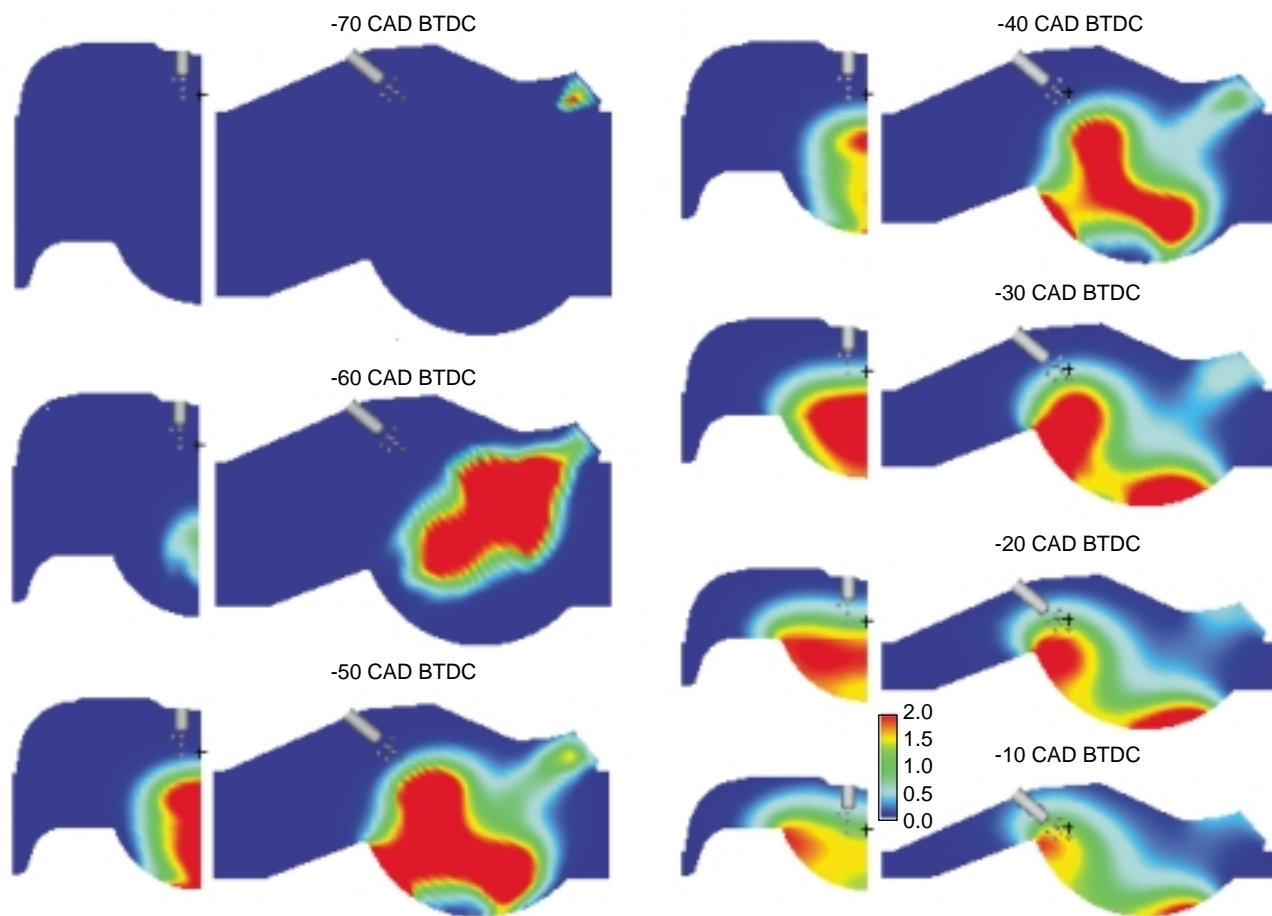 -70 CAD BTDC
-60 CAD BTDC
-50 CAD BTDC
-40 CAD BTDC
-30 CAD BTDC
-20 CAD BTDC
2.0
1.5
1.0
0.5
0.0
-10 CAD BTDC